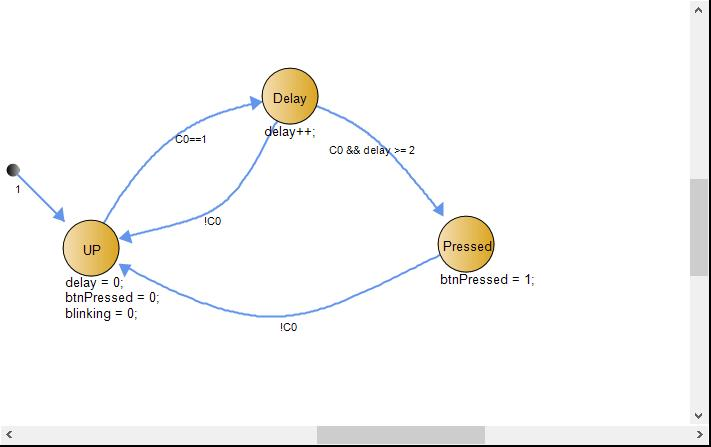 Delay
delay++;
C0==1
C0 && delay >= 2
1
!C0
UP
Pressed
delay = 0;
btnPressed = 0;
blinking = 0;
btnPressed = 1;
!C0